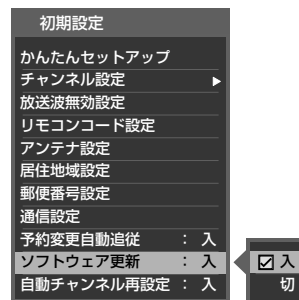 初期設定
かんたんセットアップ
チャンネル設定
放送波無効設定
リモコンコード設定
アンテナ設定
居住地域設定
郵便番号設定
通信設定
予約変更自動追従 : 入
ソフトウェア更新 : 入
自動チャンネル再設定 : 入
入
切